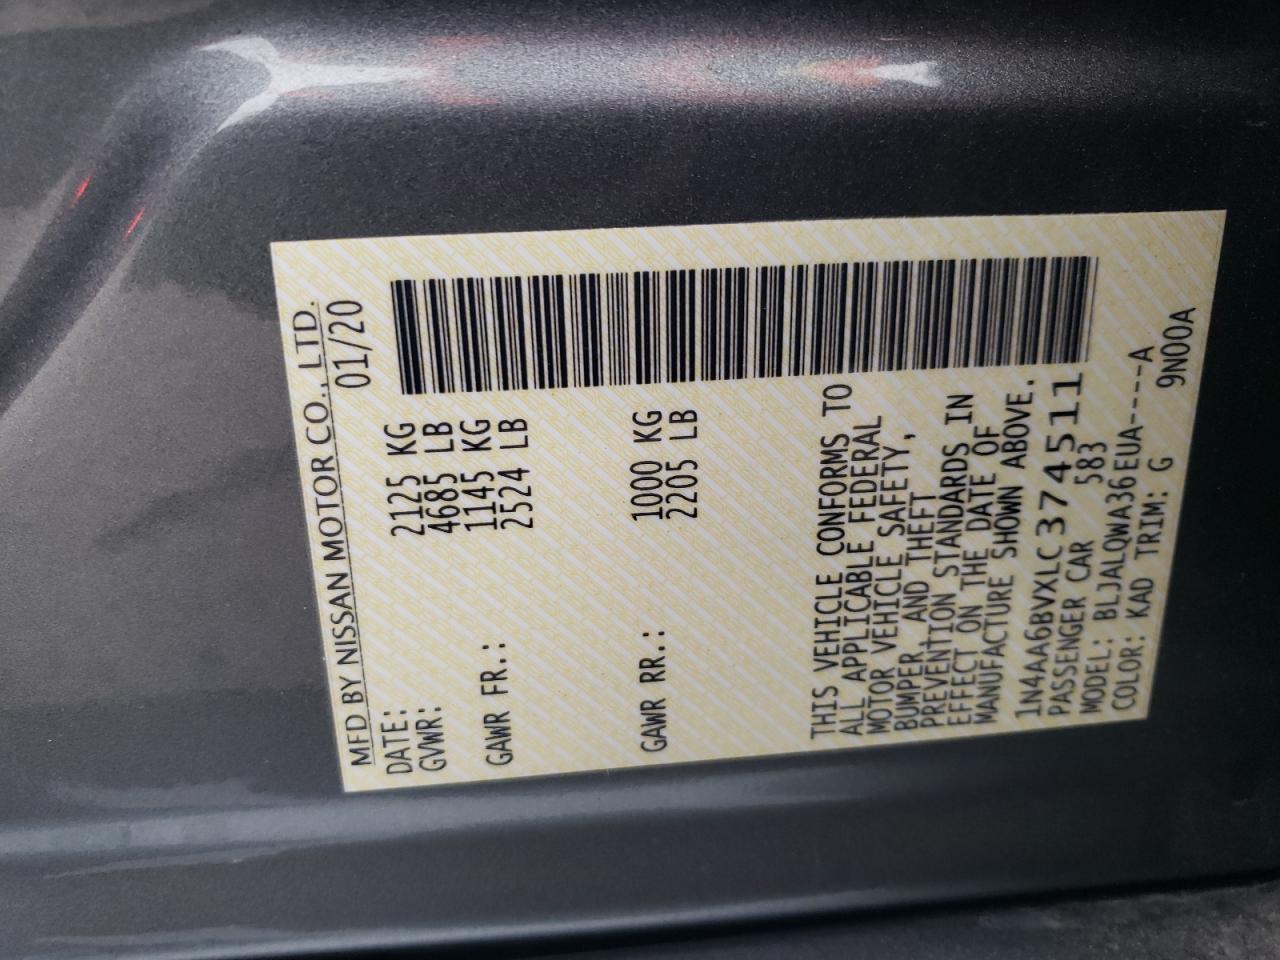 MFD BY NISSAN MOTOR CO., LTD.
DATE: 01/20
GVWR: 2125 KG
4685 LB
GAWR FR.: 1145 KG
2524 LB
GAWR RR.: 1000 KG
2205 LB
THIS VEHICLE CONFORMS TO
ALL APPLICABLE FEDERAL
MOTOR VEHICLE SAFETY,
BUMPER, AND THEFT
PREVENTION STANDARDS IN
EFFECT ON THE DATE OF
MANUFACTURE SHOWN ABOVE.
1N4AA6BVXLC374511
PASSENGER CAR 583
MODEL: BLJALQWA36EUA-----A
COLOR: KAD TRIM: G 9N00A